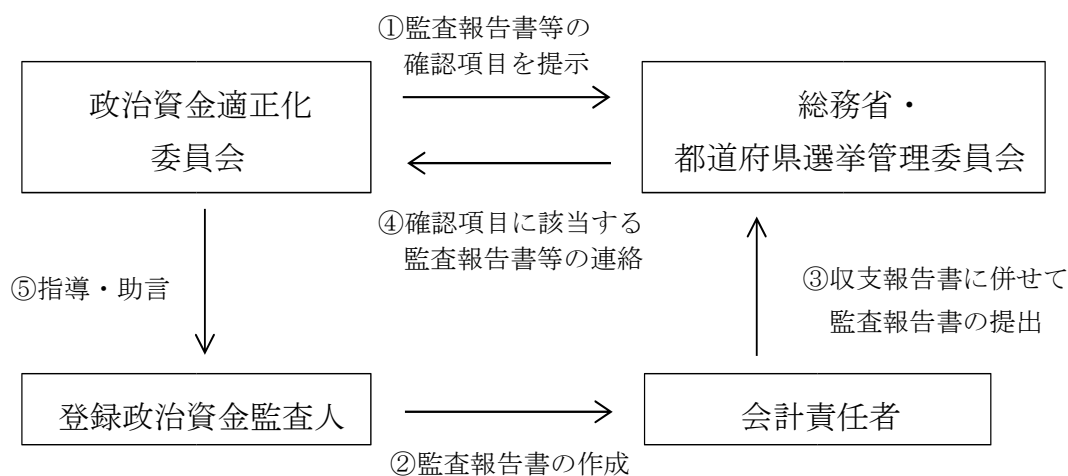 ①監査報告書等の
確認項目を提示
政治資金適正化
委員会
総務省・
都道府県選挙管理委員会
④確認項目に該当する
監査報告書等の連絡
⑤指導・助言
③収支報告書に併せて
監査報告書の提出
登録政治資金監査人
会計責任者
②監査報告書の作成